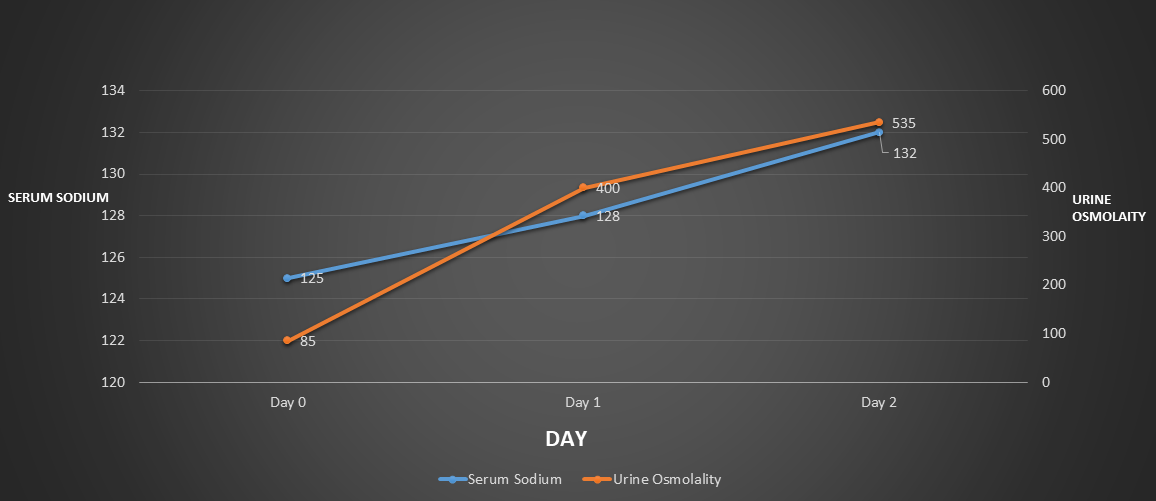 134
132
130
128
126
124
122
120
SERUM SODIUM
600
500
400
300
200
100
0
URINE
OSMOLAITY
535
132
400
128
125
85
Day 0
Day 1
Day 2
DAY
Serum Sodium
Urine Osmolality